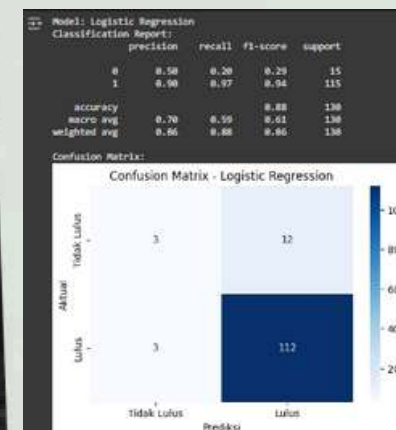 Model: Logistic Regression
Classification Report:
precision recall f1-score support
0 0.50 0.20 0.29 15
1 0.90 0.97 0.94 115
accuracy 0.88 130
macro avg 0.70 0.59 0.61 130
weighted avg 0.86 0.88 0.86 130
Confusion Matrix:
Confusion Matrix - Logistic Regression
Aktual
Tidak Lulus
3 12
Lulus
3 112
Tidak Lulus Lulus
Prediksi